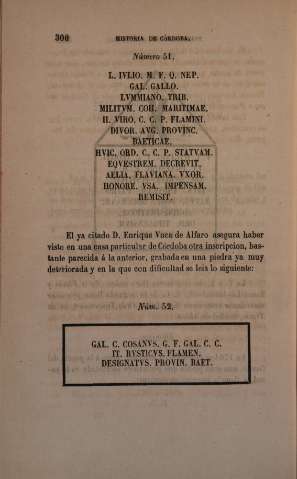 300 HISTORIA DE CÓRDOBA.
Número 51.
L. IVLIO. M. F. Q. NEP.
GAL. GALLO.
LVMMIANO. TRIB.
MILITVM. COH. MARITIMAE,
II. VIRO. C. C. P. FLAMINI.
DIVOR. AVG. PROVINC.
BAETICAE,
HVIC. ORD. C. C. P. STATVAM.
EQVESTREM. DECREVIT,
AELIA. FLAVIANA. VXOR.
HONORE. VSA. IMPENSAM.
REMISIT.
El ya citado D. Enrique Vaca de Alfaro asegura haber
visto en una casa particular de Córdoba otra inscripcion, bas-
tante parecida á la anterior, grabada en una piedra ya muy
deteriorada y en la que con dificultad se leia lo siguiente:
Núm. 52.
GAL. C. COSANVS. G. F. GAL. C. C.
IT. RVSTICVS. FLAMEN,
DESIGNATVS. PROVIN. BAET.